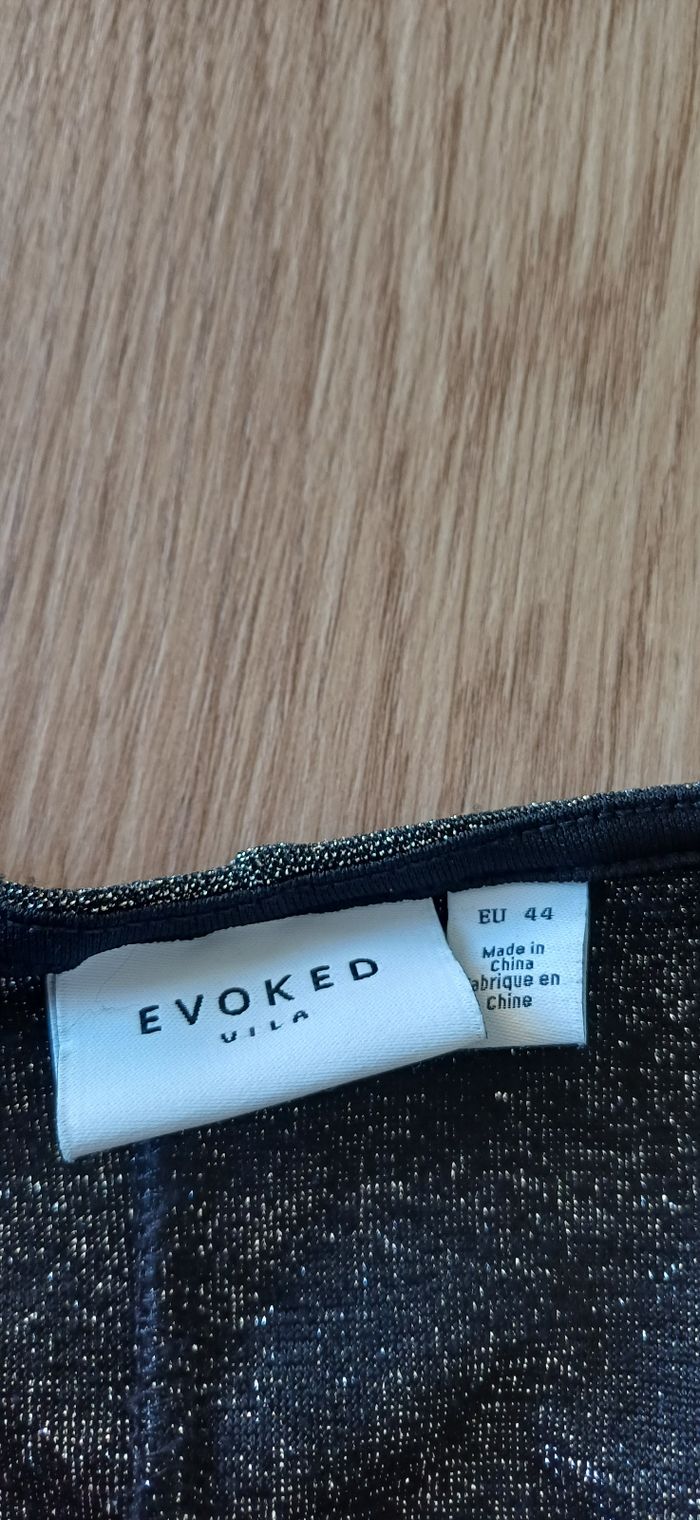 EVOKED
VILA
EU 44
Made in
China
abrique en
Chine